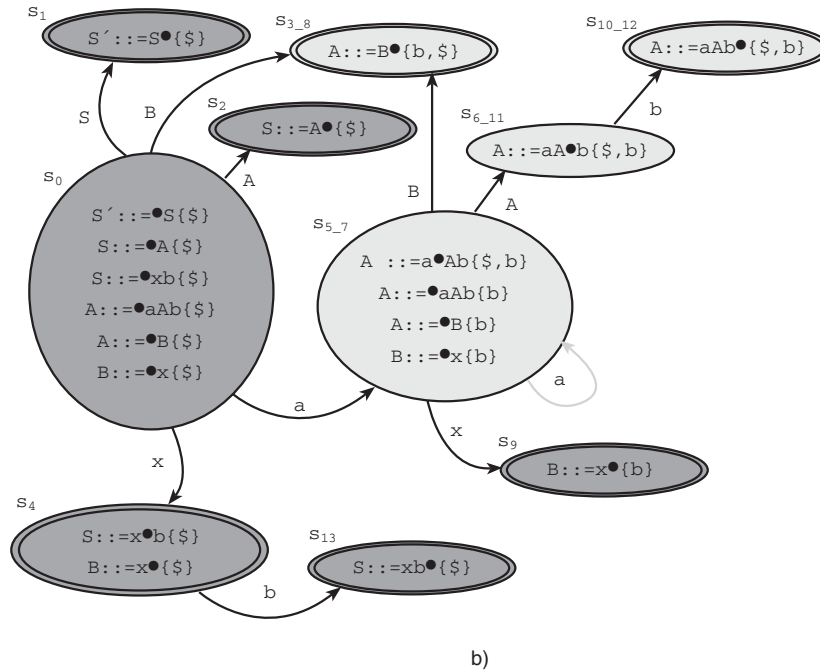 s1
S´::=S●{$}
s3_8
A::=B●{b,$}
s10_12
A::=aAb●{$,b}
S
B
s2
S::=A●{$}
A
s6_11
A::=aA●b{$,b}
b
s0
S´::=●S{$}
S::=●A{$}
S::=●xb{$}
A::=●aAb{$}
A::=●B{$}
B::=●x{$}
B
A
s5_7
A ::=a●Ab{$,b}
A::=●aAb{b}
A::=●B{b}
B::=●x{b}
a
a
x
x
s9
B::=x●{b}
s4
S::=x●b{$}
B::=x●{$}
b
s13
S::=xb●{$}
b)